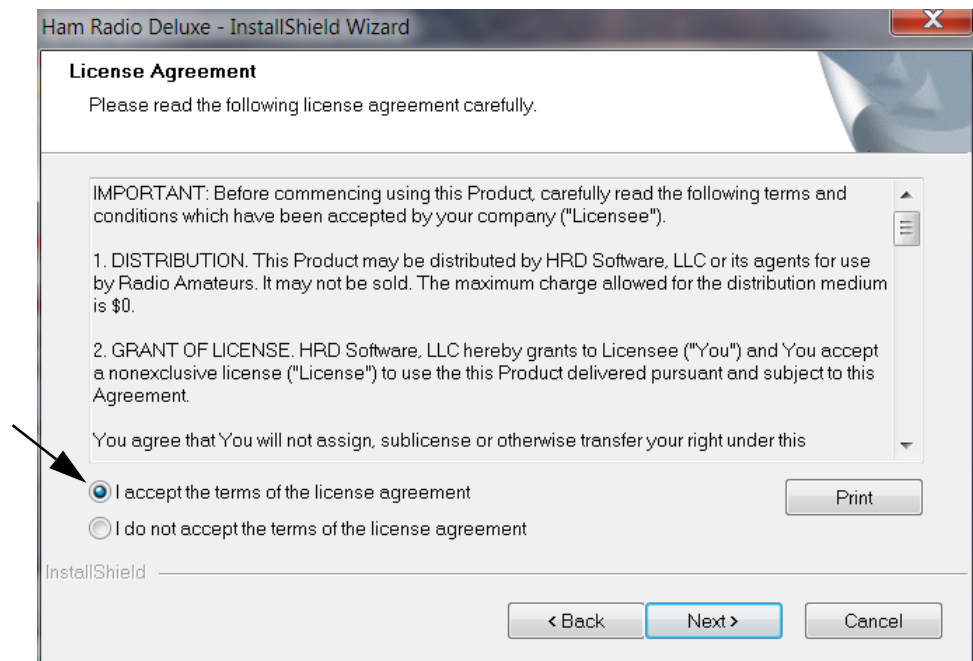 Ham Radio Deluxe - InstallShield Wizard
X
License Agreement
Please read the following license agreement carefully.
IMPORTANT: Before commencing using this Product, carefully read the following terms and
conditions which have been accepted by your company ("Licensee").
1. DISTRIBUTION. This Product may be distributed by HRD Software, LLC or its agents for use
by Radio Amateurs. It may not be sold. The maximum charge allowed for the distribution medium
is $0.
2. GRANT OF LICENSE. HRD Software, LLC hereby grants to Licensee ("You") and You accept
a nonexclusive license ("License") to use the this Product delivered pursuant and subject to this
Agreement.
You agree that You will not assign, sublicense or otherwise transfer your right under this
I accept the terms of the license agreement
Print
I do not accept the terms of the license agreement
InstallShield
< Back Next > Cancel